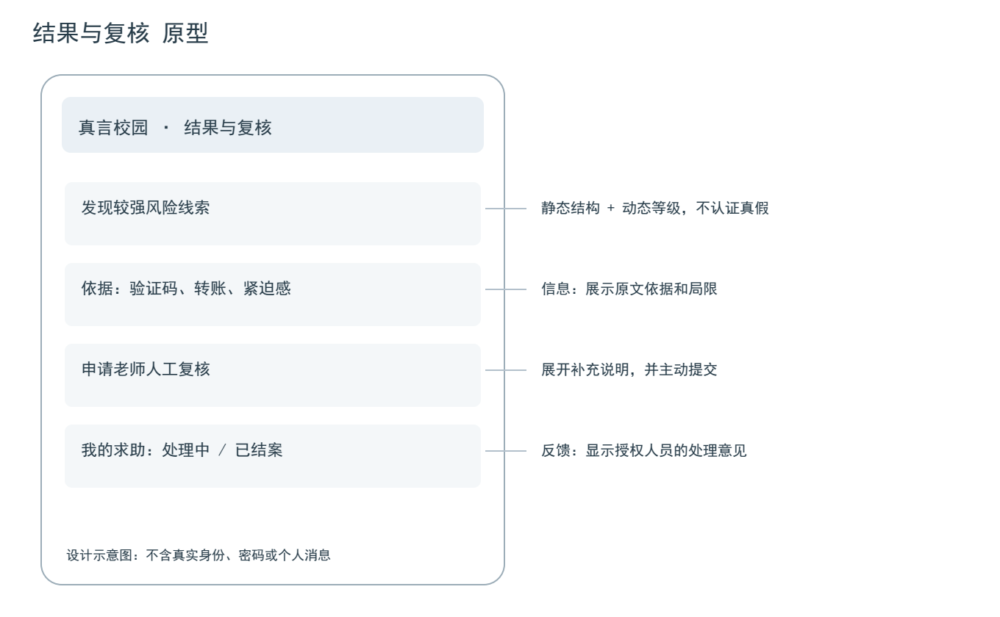 结果与复核 原型
真言校园 · 结果与复核
发现较强风险线索
静态结构 + 动态等级，不认证真假
依据：验证码、转账、紧迫感
信息：展示原文依据和局限
申请老师人工复核
展开补充说明，并主动提交
我的求助：处理中 / 已结案
反馈：显示授权人员的处理意见
设计示意图：不含真实身份、密码或个人消息